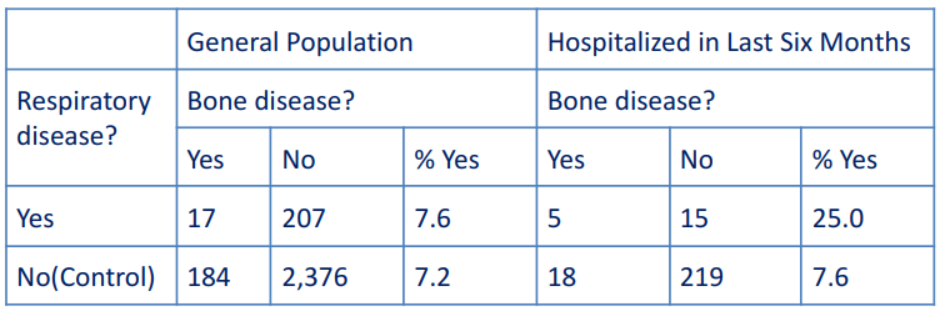 General Population Hospitalized in Last Six Months
Respiratory disease? Bone disease? Bone disease?
Yes No % Yes Yes No % Yes
Yes 17 207 7.6 5 15 25.0
No(Control) 184 2,376 7.2 18 219 7.6